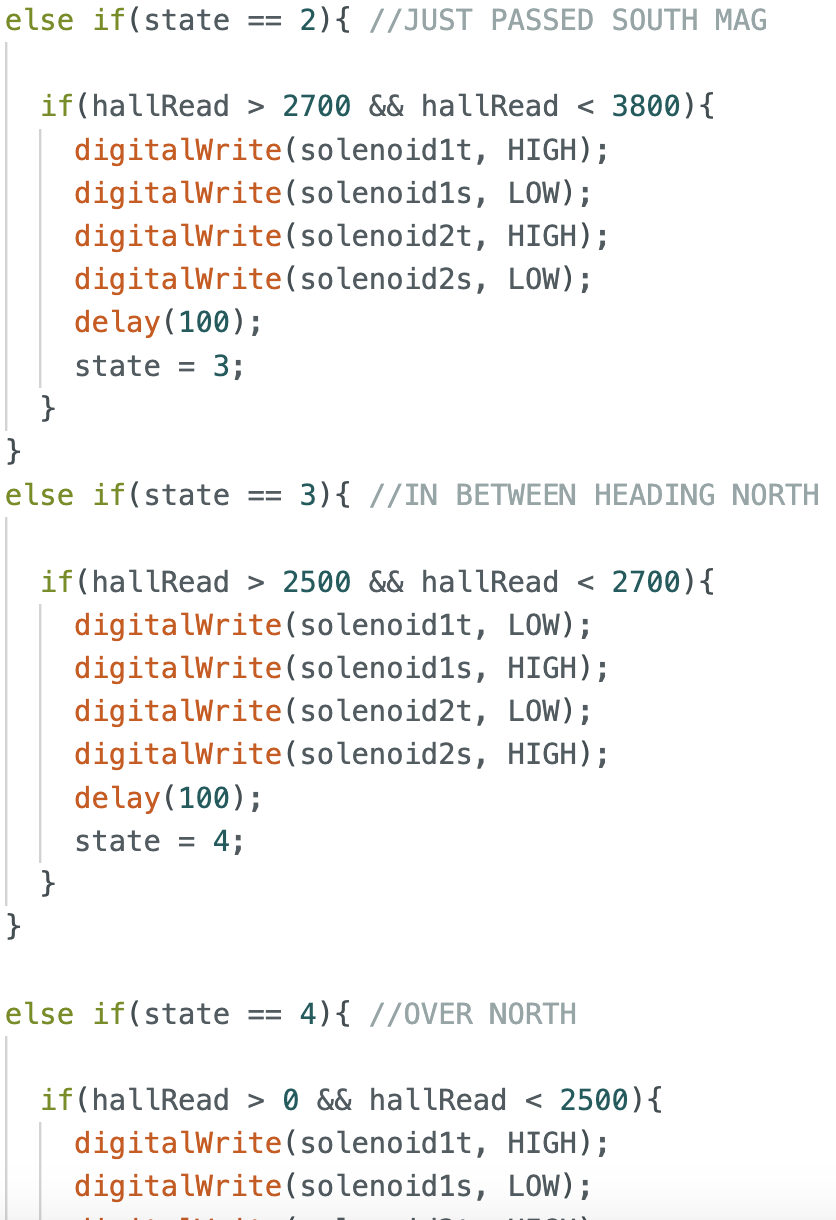 else if(state == 2){ //JUST PASSED SOUTH MAG
if(hallRead > 2700 && hallRead < 3800){
digitalWrite(solenoid1t, HIGH);
digitalWrite(solenoid1s, LOW);
digitalWrite(solenoid2t, HIGH);
digitalWrite(solenoid2s, LOW);
delay(100);
state = 3;
}
}
else if(state == 3){ //IN BETWEEN HEADING NORTH
if(hallRead > 2500 && hallRead < 2700){
digitalWrite(solenoid1t, LOW);
digitalWrite(solenoid1s, HIGH);
digitalWrite(solenoid2t, LOW);
digitalWrite(solenoid2s, HIGH);
delay(100);
state = 4;
}
}
else if(state == 4){ //OVER NORTH
if(hallRead > 0 && hallRead < 2500){
digitalWrite(solenoid1t, HIGH);
digitalWrite(solenoid1s, LOW);